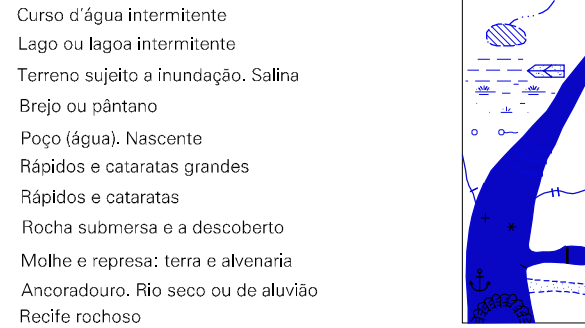 Curso d'água intermitente
Lago ou lagoa intermitente
Terreno sujeito a inundação. Salina
Brejo ou pântano
Poço (água). Nascente
Rápidos e cataratas grandes
Rápidos e cataratas
Rocha submersa e a descoberto
Molhe e represa: terra e alvenaria
Ancoradouro. Rio seco ou de aluvião
Recife rochoso